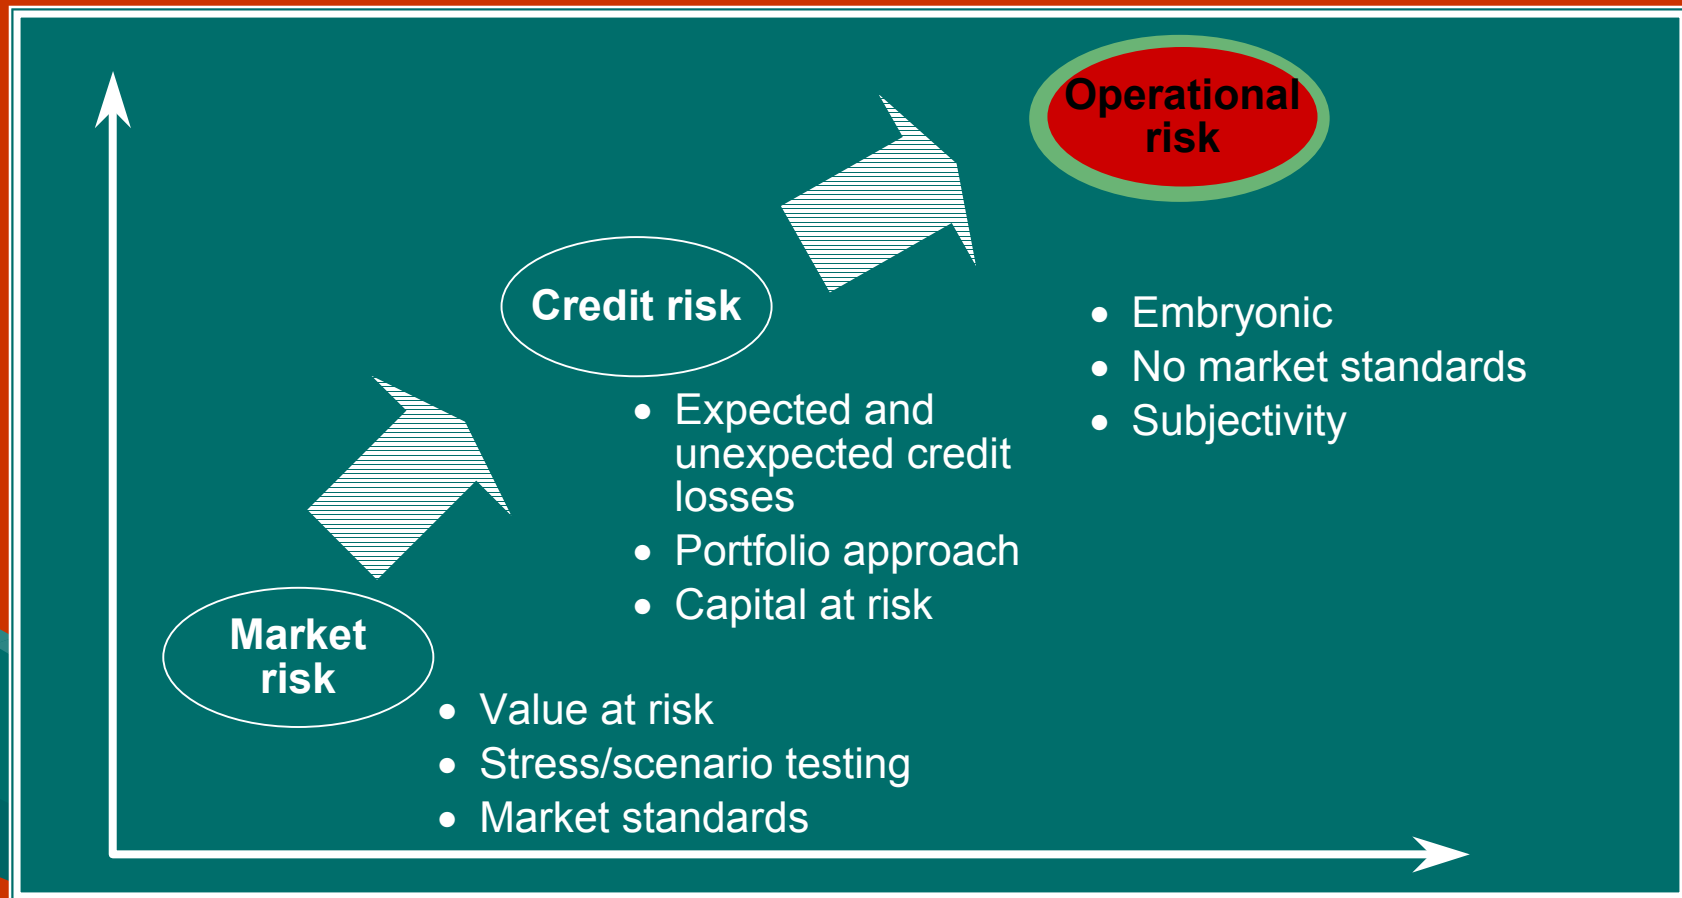 Operational
risk
Credit risk
• Embryonic
• No market standards
• Subjectivity
• Expected and
unexpected credit
losses
• Portfolio approach
• Capital at risk
Market
risk
• Value at risk
• Stress/scenario testing
• Market standards